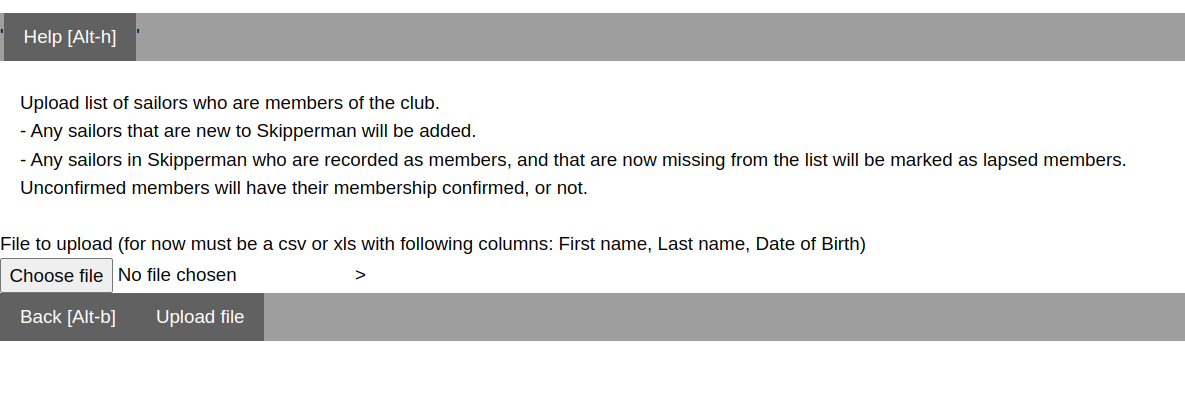 ' Help [Alt-h] '
Upload list of sailors who are members of the club.
- Any sailors that are new to Skipperman will be added.
- Any sailors in Skipperman who are recorded as members, and that are now missing from the list will be marked as lapsed members.
Unconfirmed members will have their membership confirmed, or not.
File to upload (for now must be a csv or xls with following columns: First name, Last name, Date of Birth)
Choose file No file chosen >
Back [Alt-b] Upload file